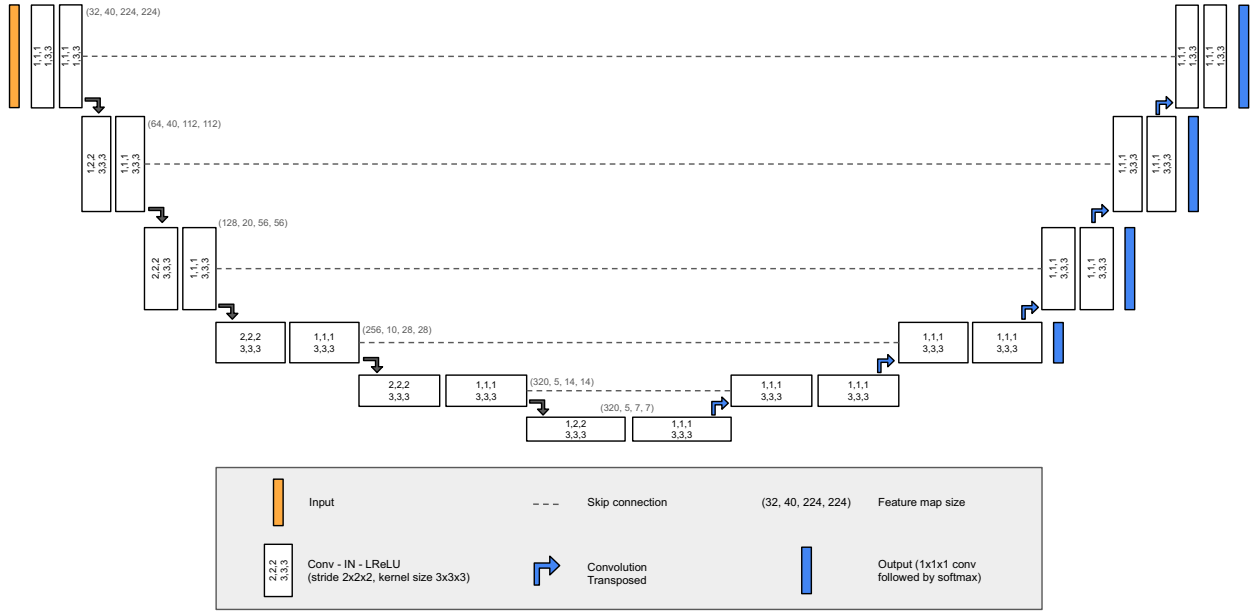 (32, 40, 224, 224)
1,1,1
1,3,3
1,1,1
1,3,3
1,1,1
1,3,3
1,1,1
1,3,3
(64, 40, 112, 112)
1,2,2
3,3,3
1,1,1
3,3,3
1,1,1
3,3,3
1,1,1
3,3,3
(128, 20, 56, 56)
2,2,2
3,3,3
1,1,1
3,3,3
1,1,1
3,3,3
1,1,1
3,3,3
(256, 10, 28, 28)
2,2,2
3,3,3
1,1,1
3,3,3
1,1,1
3,3,3
1,1,1
3,3,3
(320, 5, 14, 14)
2,2,2
3,3,3
1,1,1
3,3,3
1,1,1
3,3,3
1,1,1
3,3,3
(320, 5, 7, 7)
1,2,2
3,3,3
1,1,1
3,3,3
Input
Skip connection
(32, 40, 224, 224)
Feature map size
2,2,2
3,3,3
Conv - IN - LReLU
(stride 2x2x2, kernel size 3x3x3)
Convolution
Transposed
Output (1x1x1 conv
followed by softmax)